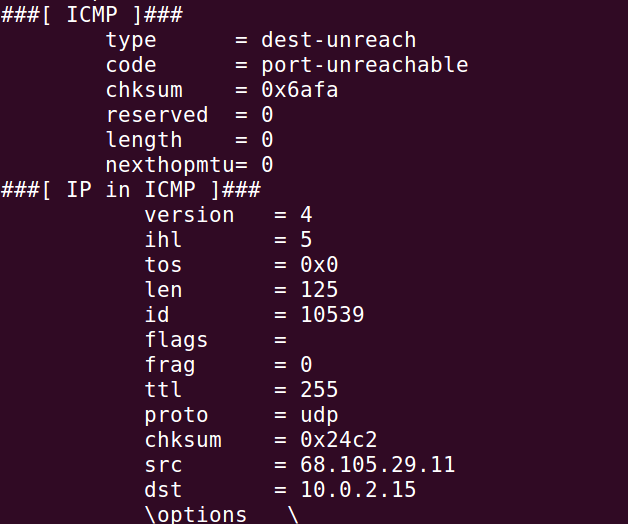 ###[ ICMP ]###
        type      = dest-unreach
        code      = port-unreachable
        chksum    = 0x6afa
        reserved  = 0
        length    = 0
        nexthopmtu= 0
###[ IP in ICMP ]###
           version   = 4
           ihl       = 5
           tos       = 0x0
           len       = 125
           id        = 10539
           flags     =
           frag      = 0
           ttl       = 255
           proto     = udp
           chksum    = 0x24c2
           src       = 68.105.29.11
           dst       = 10.0.2.15
           \options   \